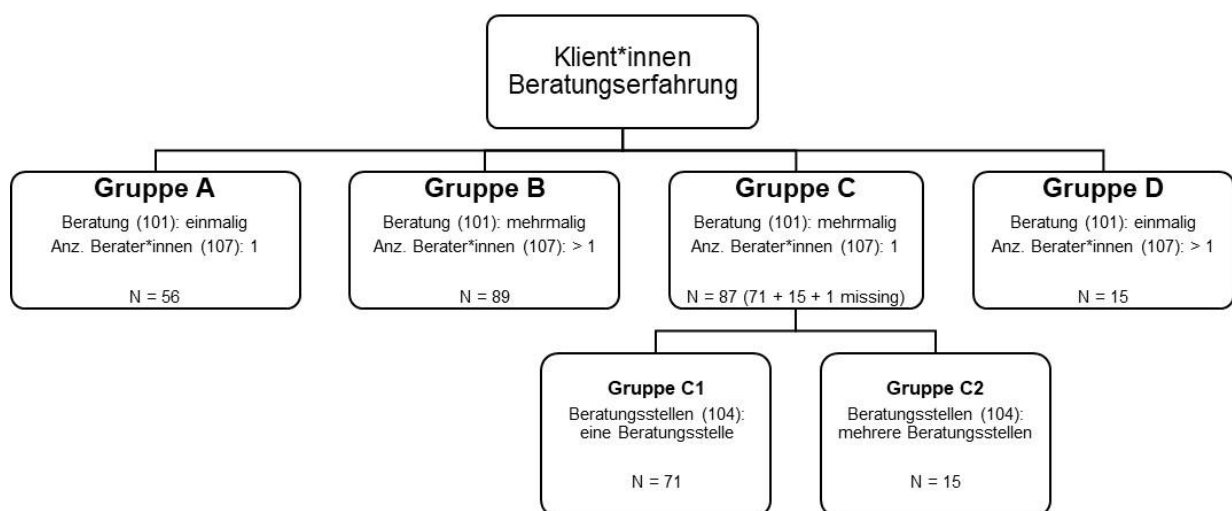 Klient*innen
Beratungserfahrung
Gruppe A
Beratung (101): einmalig
Anz. Berater*innen (107): 1
N = 56
Gruppe B
Beratung (101): mehrmalig
Anz. Berater*innen (107): > 1
N = 89
Gruppe C
Beratung (101): mehrmalig
Anz. Berater*innen (107): 1
N = 87 (71 + 15 + 1 missing)
Gruppe D
Beratung (101): einmalig
Anz. Berater*innen (107): > 1
N = 15
Gruppe C1
Beratungsstellen (104):
eine Beratungsstelle
N = 71
Gruppe C2
Beratungsstellen (104):
mehrere Beratungsstellen
N = 15